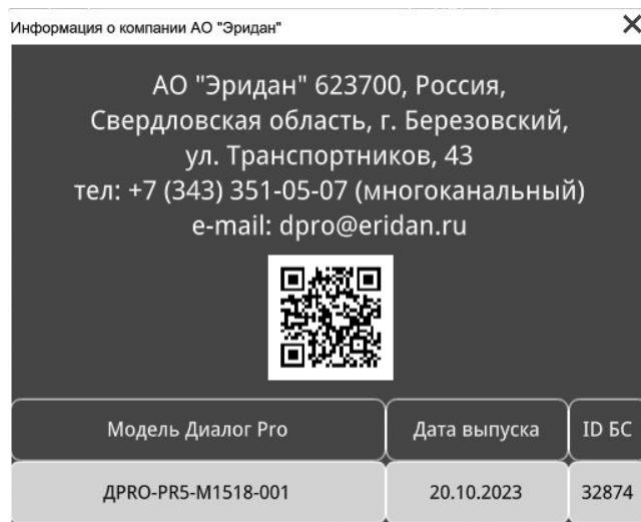 Информация о компании АО "Эридан"
АО "Эридан" 623700, Россия,
Свердловская область, г. Березовский,
ул. Транспортников, 43
тел: +7 (343) 351-05-07 (многоканальный)
e-mail: dpro@eridan.ru
Модель Диалог Pro Дата выпуска ID БС
ДPRO-PR5-M1518-001 20.10.2023 32874